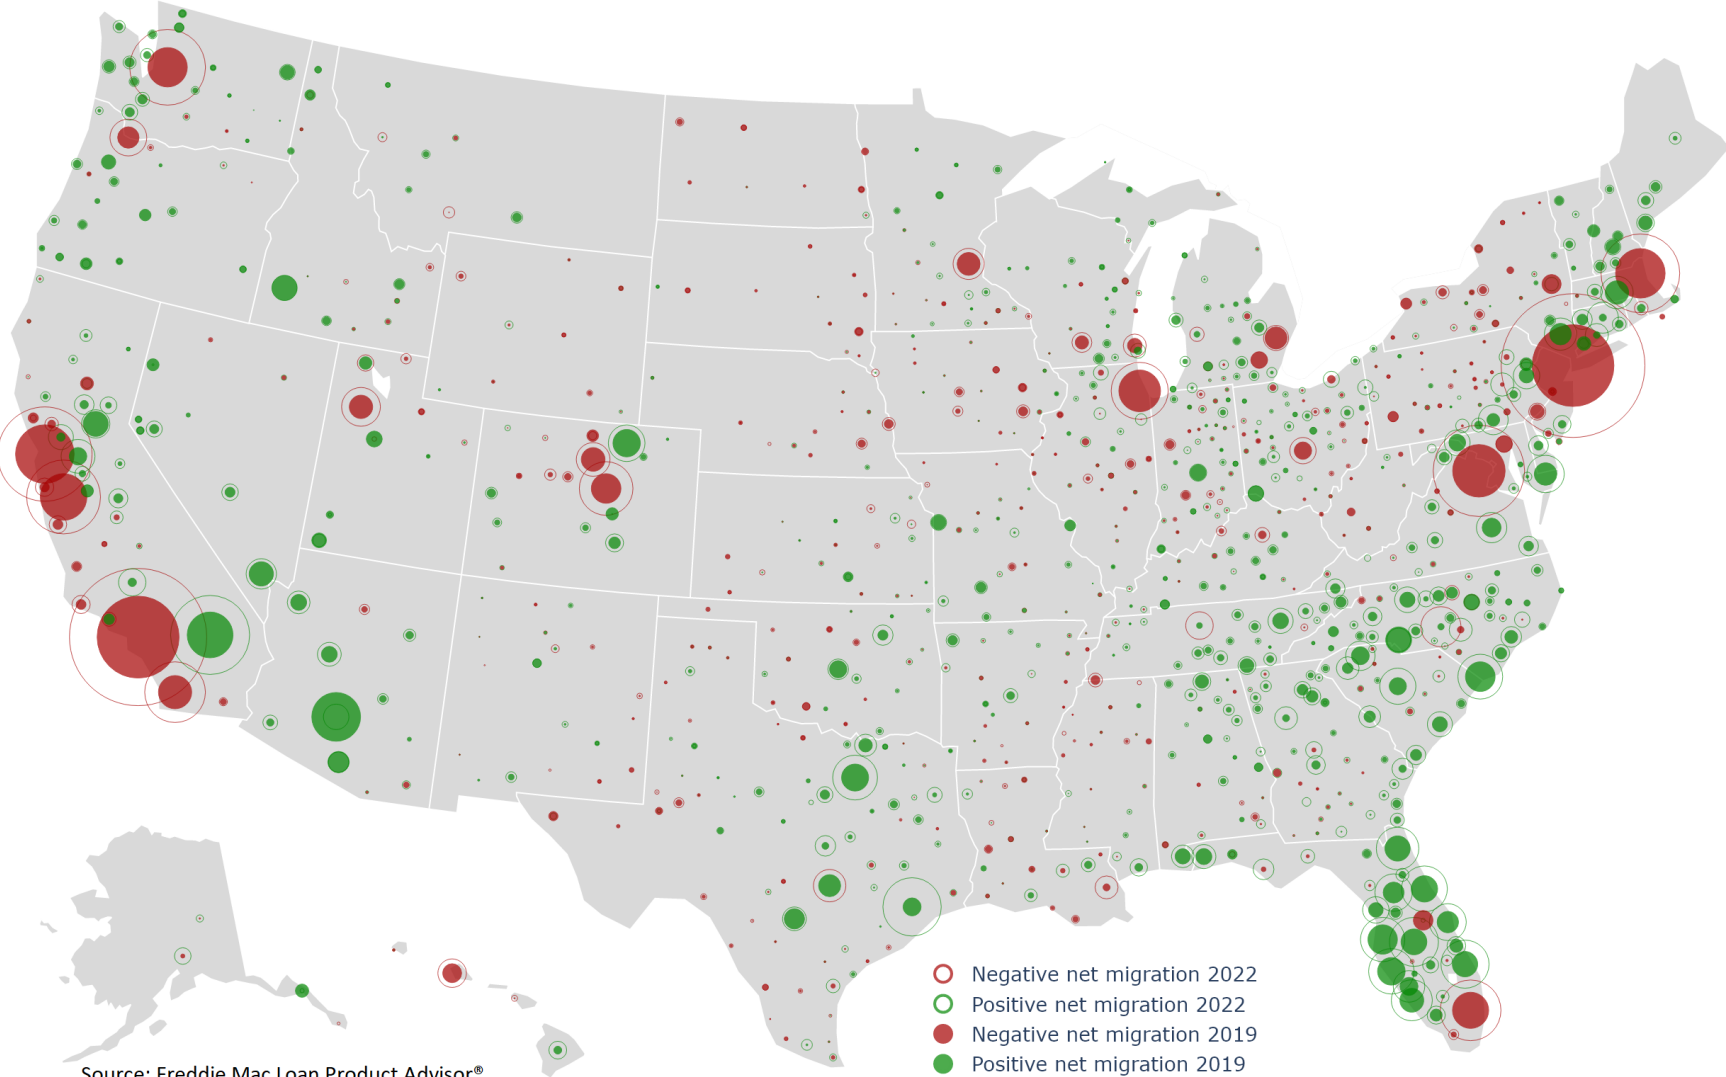 Negative net migration 2022
Positive net migration 2022
Negative net migration 2019
Positive net migration 2019
Source: Freddie Mac Loan Product Advisor®